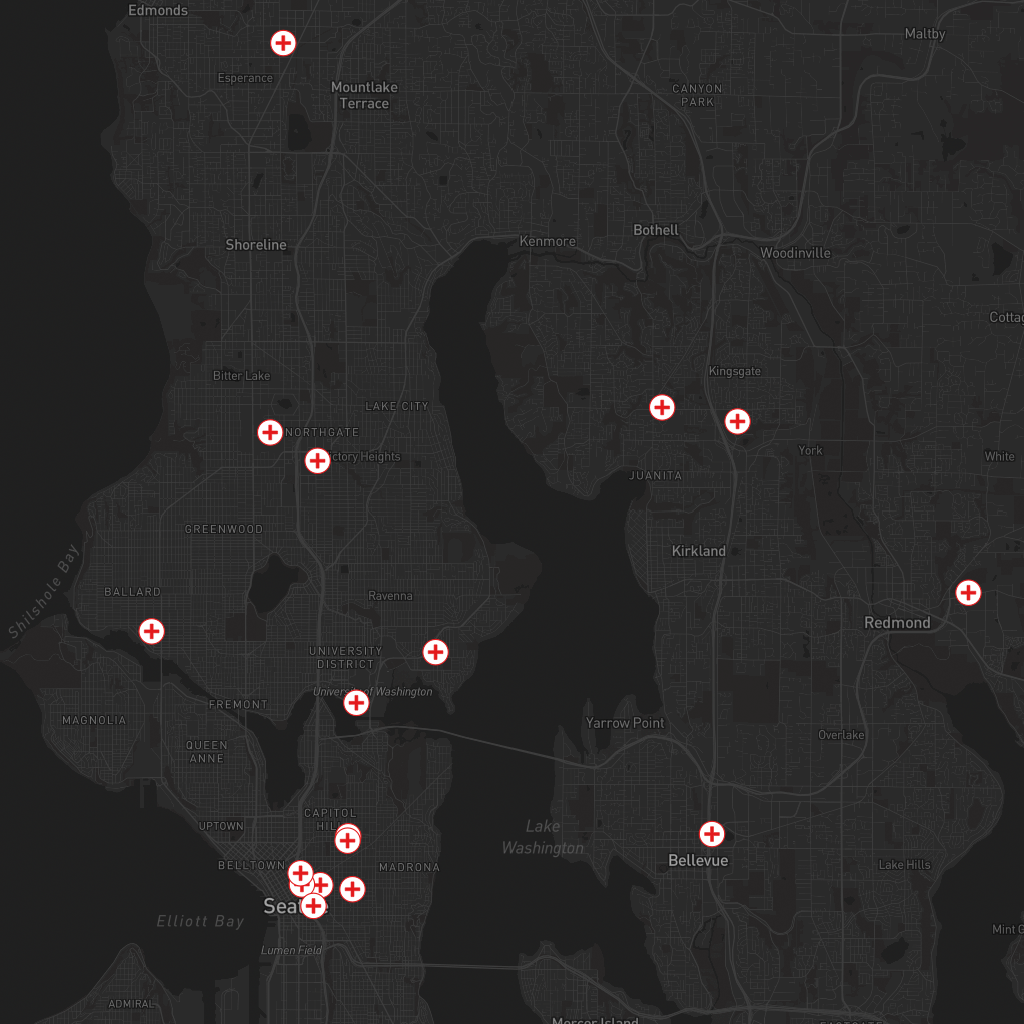 Edmonds
Maltby
Esperance
Mountlake
Terrace
CANYON
PARK
Shoreline
Kenmore
Bothell
Woodinville
Cottag
Bitter Lake
Kingsgate
LAKE CITY
NORTHGATE
ictory Heights
York
White
JUANITA
GREENWOOD
Kirkland
Shilshole Bay
BALLARD
Ravenna
Redmond
UNIVERSITY
DISTRICT
University of Washington
FREMONT
MAGNOLIA
Yarrow Point
Overlake
QUEEN
ANNE
CAPITOL
HILL
UPTOWN
Lake
Washington
BELLTOWN
MADRONA
Bellevue
Lake Hills
Seattle
Elliott Bay
Mint G
Lumen Field
ADMIRAL
Mercer Island
EASTGATE